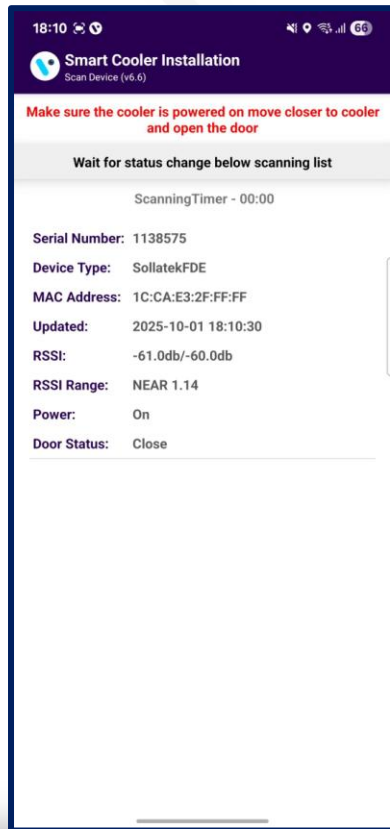 18:10
66
Smart Cooler Installation
Scan Device (v6.6)
Make sure the cooler is powered on move closer to cooler
and open the door
Wait for status change below scanning list
ScanningTimer - 00:00
Serial Number: 1138575
Device Type: SollatekFDE
MAC Address: 1C:CA:E3:2F:FF:FF
Updated: 2025-10-01 18:10:30
RSSI: -61.0db/-60.0db
RSSI Range: NEAR 1.14
Power: On
Door Status: Close